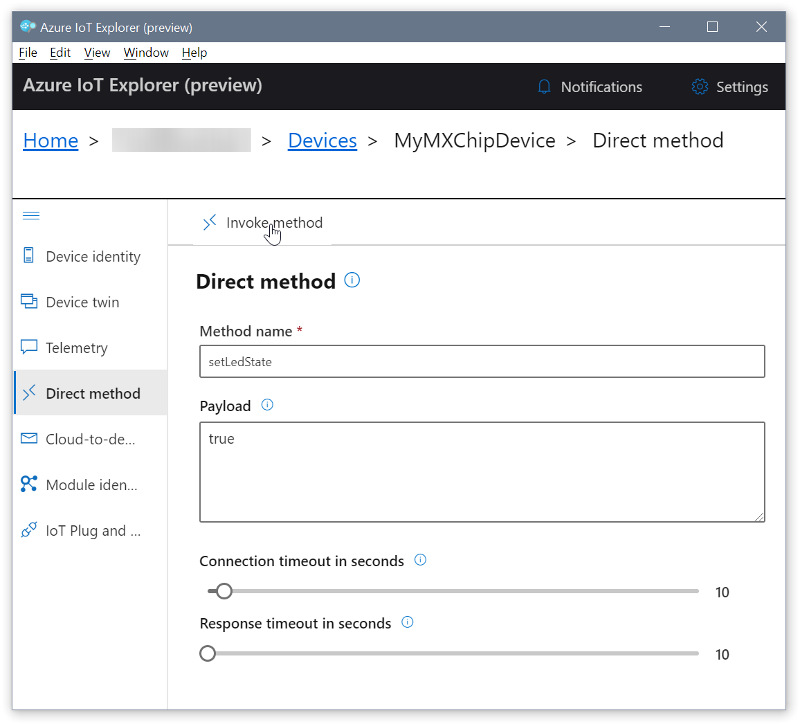 Azure IoT Explorer (preview)
File Edit View Window Help
Azure IoT Explorer (preview) Notifications Settings
Home > > Devices > MyMXChipDevice > Direct method
Invoke method
Device identity
Device twin
Telemetry
Direct method
Cloud-to-de...
Module iden...
IoT Plug and ...
Direct method
Method name *
setLedState
Payload
true
Connection timeout in seconds
10
Response timeout in seconds
10